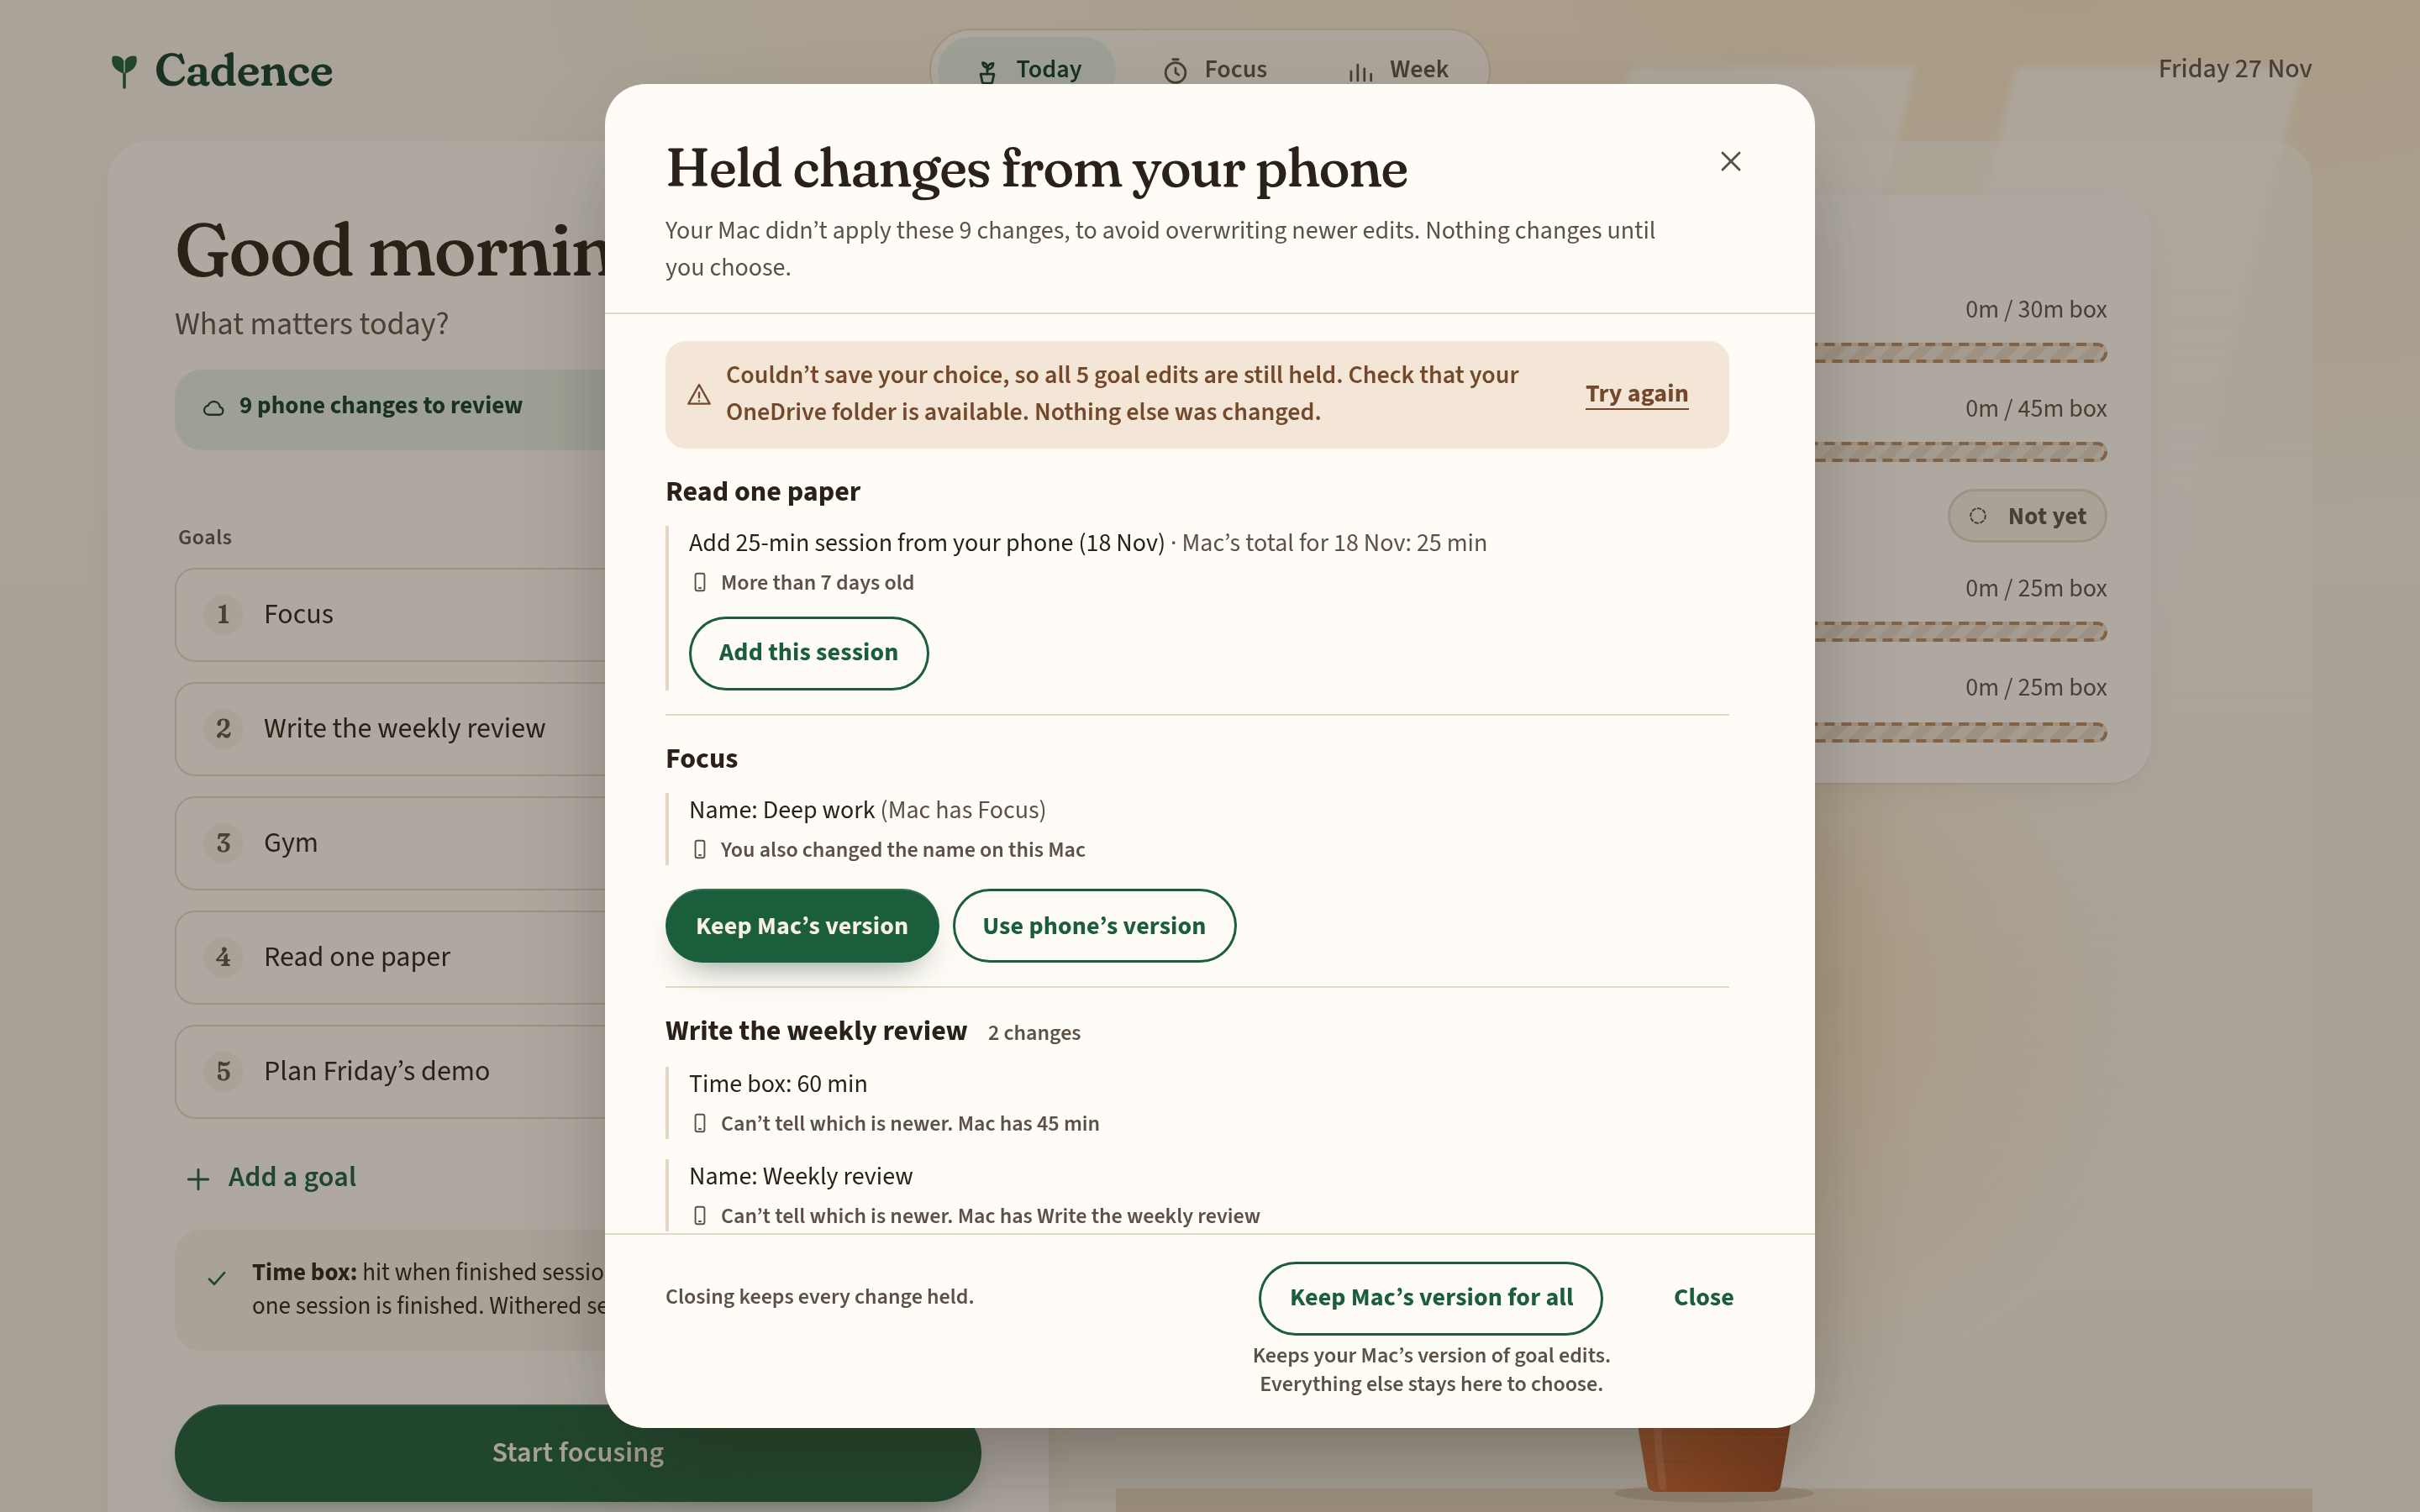 Cadence
Today
Focus
Week
Friday 27 Nov
Good mornin
What matters today?
9 phone changes to review
Goals
1 Focus
2 Write the weekly review
3 Gym
4 Read one paper
5 Plan Friday’s demo
Add a goal
Time box: hit when finished sessio
one session is finished. Withered se
Start focusing
Held changes from your phone
Your Mac didn’t apply these 9 changes, to avoid overwriting newer edits. Nothing changes until
you choose.
Couldn’t save your choice, so all 5 goal edits are still held. Check that your
OneDrive folder is available. Nothing else was changed.
Try again
Read one paper
Add 25-min session from your phone (18 Nov) · Mac’s total for 18 Nov: 25 min
More than 7 days old
Add this session
Focus
Name: Deep work (Mac has Focus)
You also changed the name on this Mac
Keep Mac’s version
Use phone’s version
Write the weekly review 2 changes
Time box: 60 min
Can’t tell which is newer. Mac has 45 min
Name: Weekly review
Can’t tell which is newer. Mac has Write the weekly review
Closing keeps every change held.
Keep Mac’s version for all
Close
Keeps your Mac’s version of goal edits.
Everything else stays here to choose.
0m / 30m box
0m / 45m box
Not yet
0m / 25m box
0m / 25m box